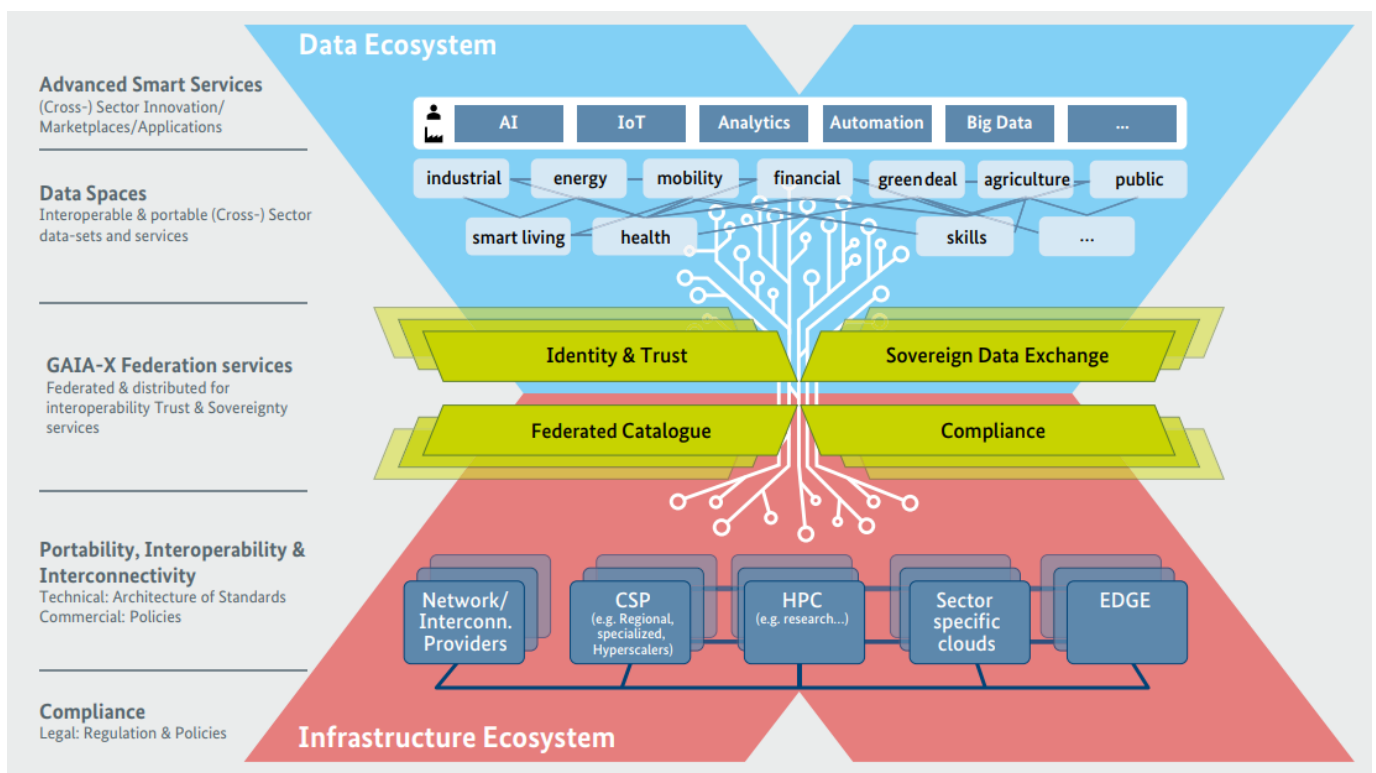 Data Ecosystem
Advanced Smart Services
(Cross-) Sector Innovation/
Marketplaces/Applications
AI
IoT
Analytics
Automation
Big Data
...
Data Spaces
Interoperable & portable (Cross-) Sector
data-sets and services
industrial
energy
mobility
financial
green deal
agriculture
public
smart living
health
skills
...
GAIA-X Federation services
Federated & distributed for
interoperability Trust & Sovereignty
services
Identity & Trust
Sovereign Data Exchange
Federated Catalogue
Compliance
Portability, Interoperability &
Interconnectivity
Technical: Architecture of Standards
Commercial: Policies
Network/
Interconn.
Providers
CSP
(e.g. Regional,
specialized,
Hyperscalers)
HPC
(e.g. research...)
Sector
specific
clouds
EDGE
Compliance
Legal: Regulation & Policies
Infrastructure Ecosystem